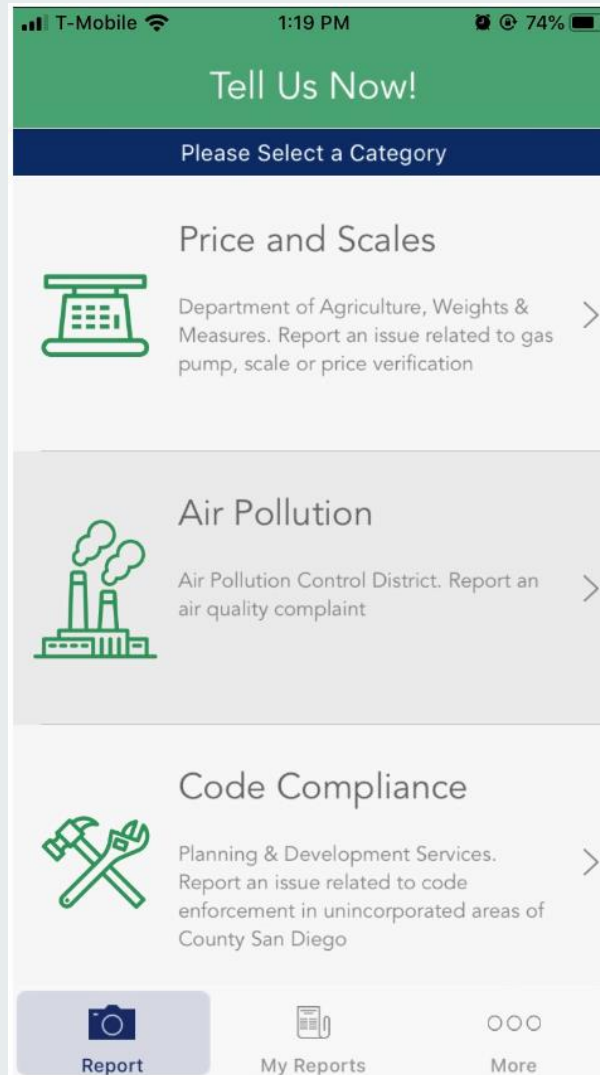 T-Mobile 1:19 PM 74%
Tell Us Now!
Please Select a Category
Price and Scales
Department of Agriculture, Weights &
Measures. Report an issue related to gas
pump, scale or price verification
Air Pollution
Air Pollution Control District. Report an
air quality complaint
Code Compliance
Planning & Development Services.
Report an issue related to code
enforcement in unincorporated areas of
County San Diego
Report My Reports More